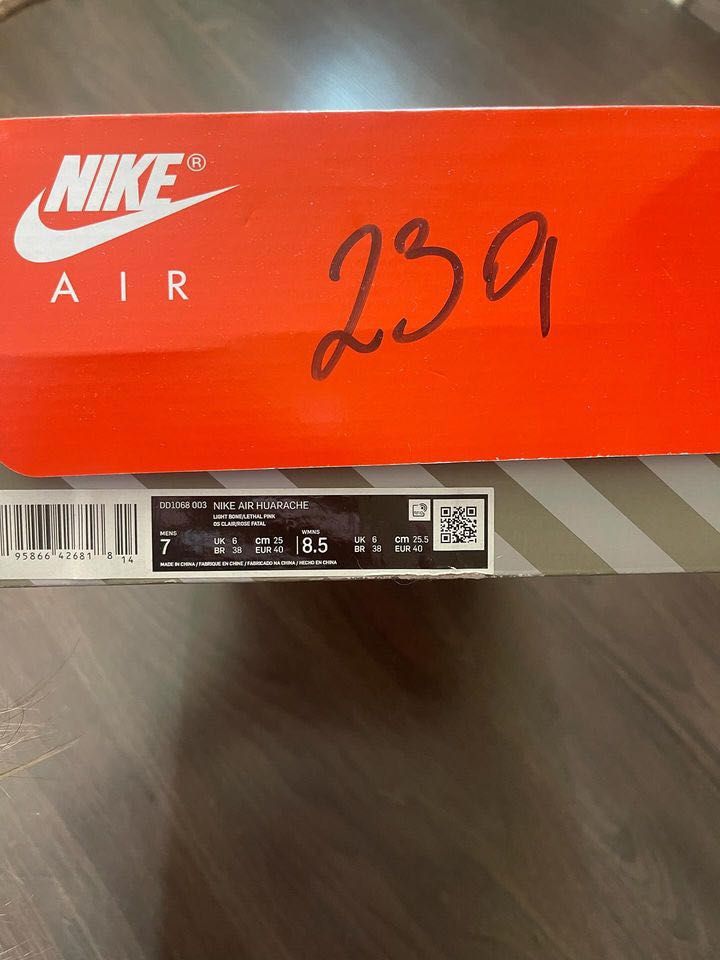 NIKE®
AIR
239
DD1068 003 NIKE AIR HUARACHE
LIGHT BONE/LETHAL PINK
OS CLAIR/ROSE FATAL
MENS
7
UK 6 cm 25
BR 38 EUR 40
WMNS
8.5
UK 6 cm 25.5
BR 38 EUR 40
MADE IN CHINA / FABRIQUE EN CHINE / FABRICADO NA CHINA / HECHO EN CHINA
95866 42681 8 14